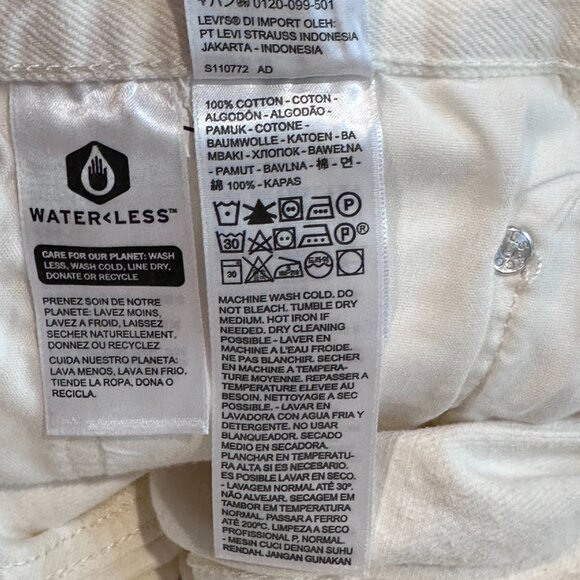 0120-099-501
LEVI'S® DI IMPORT OLEH:
PT LEVI STRAUSS INDONESIA
JAKARTA - INDONESIA
S110772 AD
WATER<LESS™
CARE FOR OUR PLANET: WASH
LESS, WASH COLD, LINE DRY,
DONATE OR RECYCLE
PRENEZ SOIN DE NOTRE
PLANETE: LAVEZ MOINS,
LAVEZ A FROID, LAISSEZ
SECHER NATURELLEMENT,
DONNEZ OU RECYCLEZ.
CUIDA NUESTRO PLANETA:
LAVA MENOS, LAVA EN FRIO,
TIENDE LA ROPA, DONA O
RECICLA.
100% COTTON - COTON -
ALGODÓN - ALGODÃO -
PAMUK - COTONE -
BAUMWOLLE - KATOEN - BA
MBAKI - ХЛОПОК - BAWEŁNA
- PAMUT - BAVLNA - 棉 - 면 -
綿 100% - KAPAS
P
30 P ®
30 드라이
MACHINE WASH COLD. DO
NOT BLEACH. TUMBLE DRY
MEDIUM. HOT IRON IF
NEEDED. DRY CLEANING
POSSIBLE - LAVER EN
MACHINE A L'EAU FROIDE.
NE PAS BLANCHIR. SECHER
EN MACHINE A TEMPERA-
TURE MOYENNE. REPASSER A
TEMPERATURE ELEVEE AU
BESOIN. NETTOYAGE A SEC
POSSIBLE. - LAVAR EN
LAVADORA CON AGUA FRIA Y
DETERGENTE. NO USAR
BLANQUEADOR. SECADO
MEDIO EN SECADORA.
PLANCHAR EN TEMPERATU-
RA ALTA SI ES NECESARIO.
ES POSIBLE LAVAR EN SECO.
- LAVAGEM NORMAL ATÉ 30º.
NÃO ALVEJAR. SECAGEM EM
TAMBOR EM TEMPERATURA
NORMAL. PASSAR A FERRO
ATÉ 200ºC. LIMPEZA A SECO
PROFISSIONAL P, NORMAL.
- MESIN CUCI DENGAN SUHU
RENDAH. JANGAN GUNAKAN